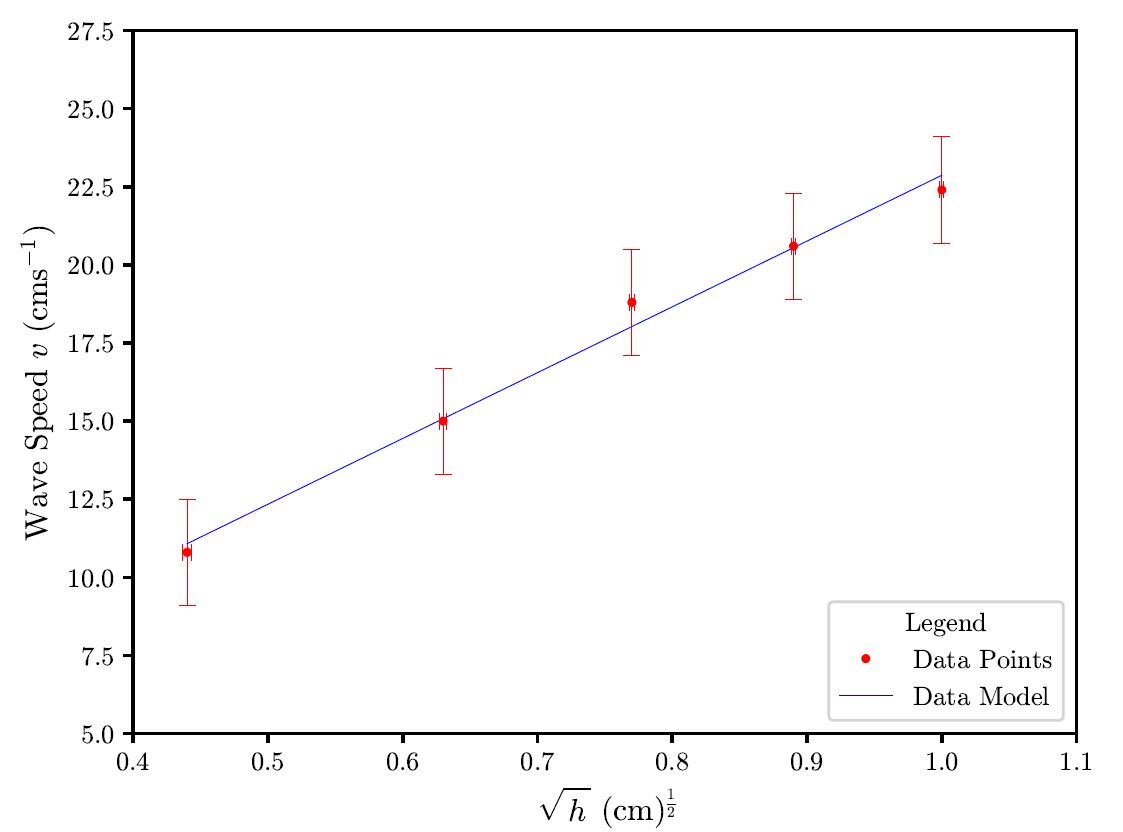 27.5
25.0
22.5
20.0
17.5
15.0
12.5
10.0
7.5
5.0
Wave Speed v (cms⁻¹)
Legend
Data Points
Data Model
0.4 0.5 0.6 0.7 0.8 0.9 1.0 1.1
√h (cm)^½